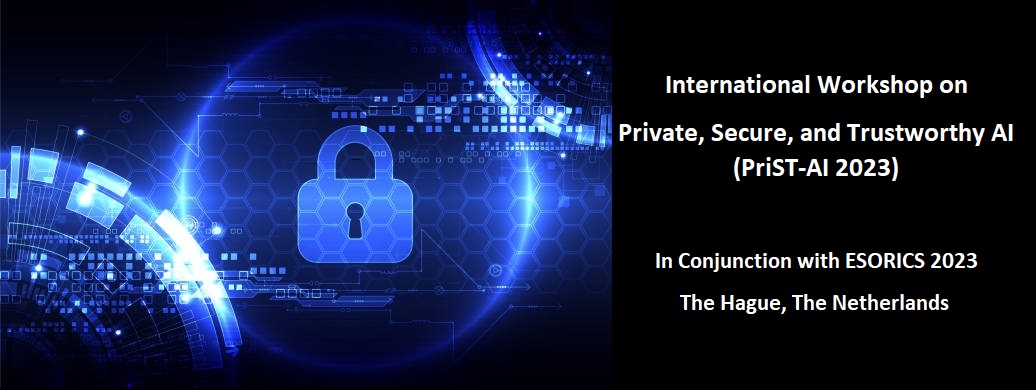 International Workshop on
Private, Secure, and Trustworthy AI
(PriST-AI 2023)
In Conjunction with ESORICS 2023
The Hague, The Netherlands